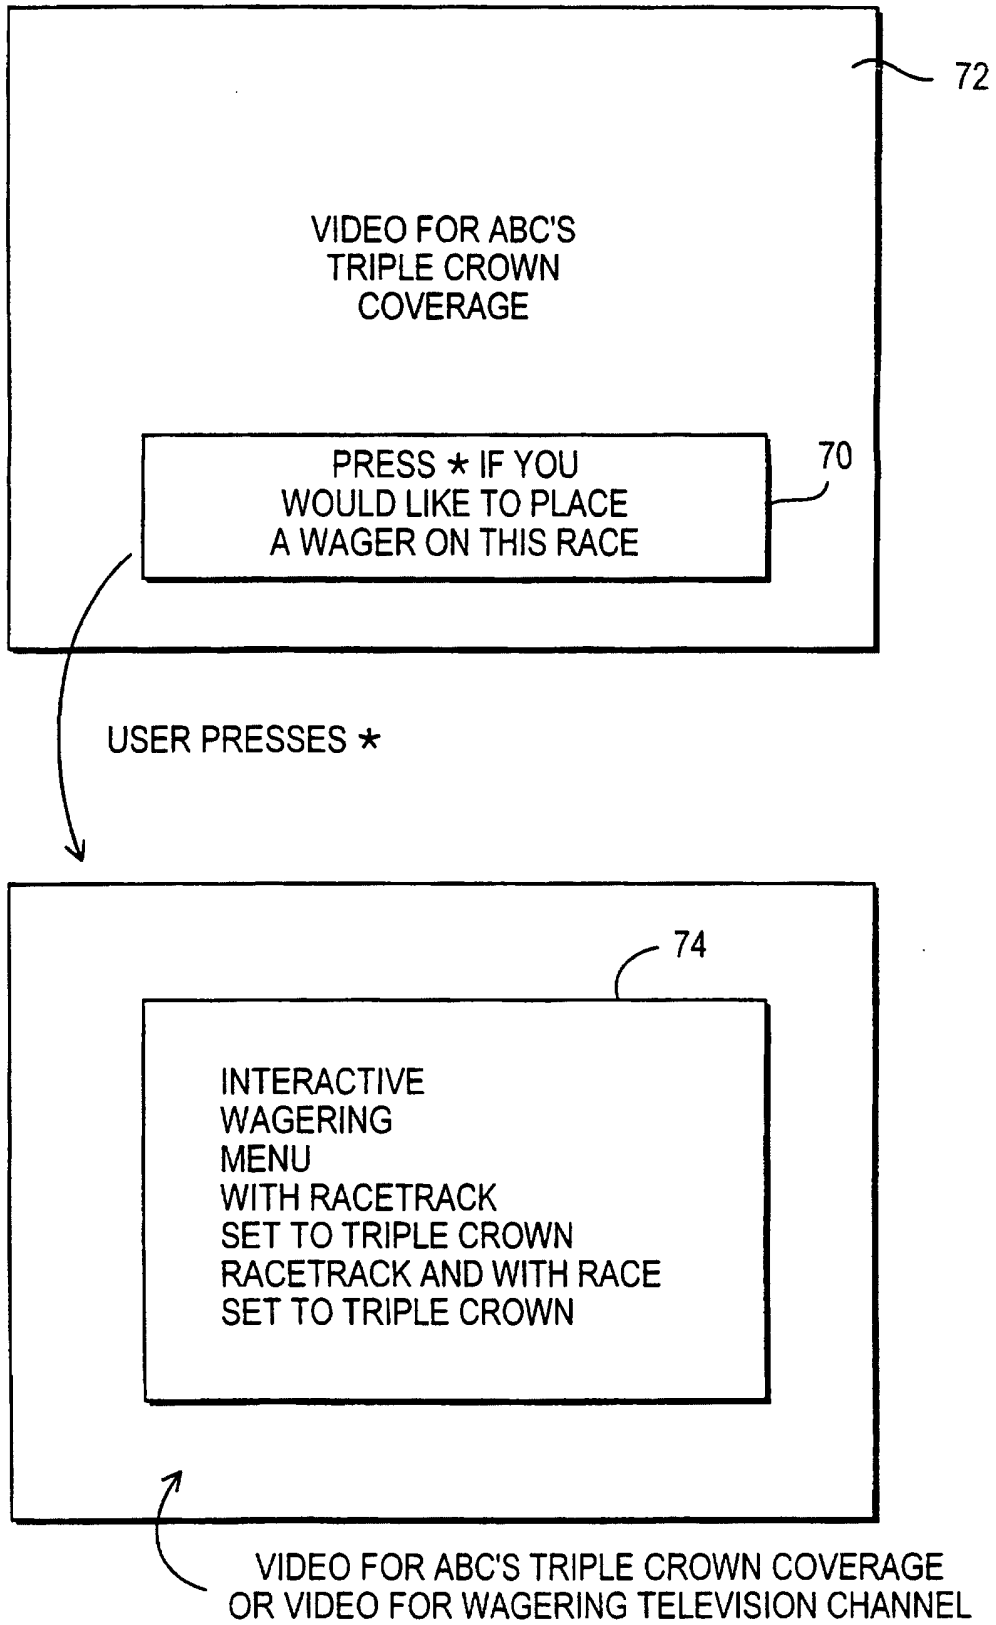 72
VIDEO FOR ABC'S
TRIPLE CROWN
COVERAGE
70
PRESS * IF YOU
WOULD LIKE TO PLACE
A WAGER ON THIS RACE
USER PRESSES *
74
INTERACTIVE
WAGERING
MENU
WITH RACETRACK
SET TO TRIPLE CROWN
RACETRACK AND WITH RACE
SET TO TRIPLE CROWN
VIDEO FOR ABC'S TRIPLE CROWN COVERAGE
OR VIDEO FOR WAGERING TELEVISION CHANNEL